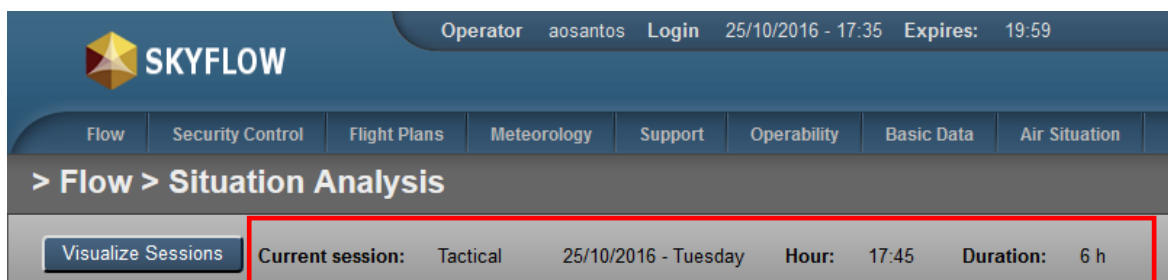 Operator aosantos Login 25/10/2016 - 17:35 Expires: 19:59
SKYFLOW
Flow Security Control Flight Plans Meteorology Support Operability Basic Data Air Situation
> Flow > Situation Analysis
Visualize Sessions Current session: Tactical 25/10/2016 - Tuesday Hour: 17:45 Duration: 6 h